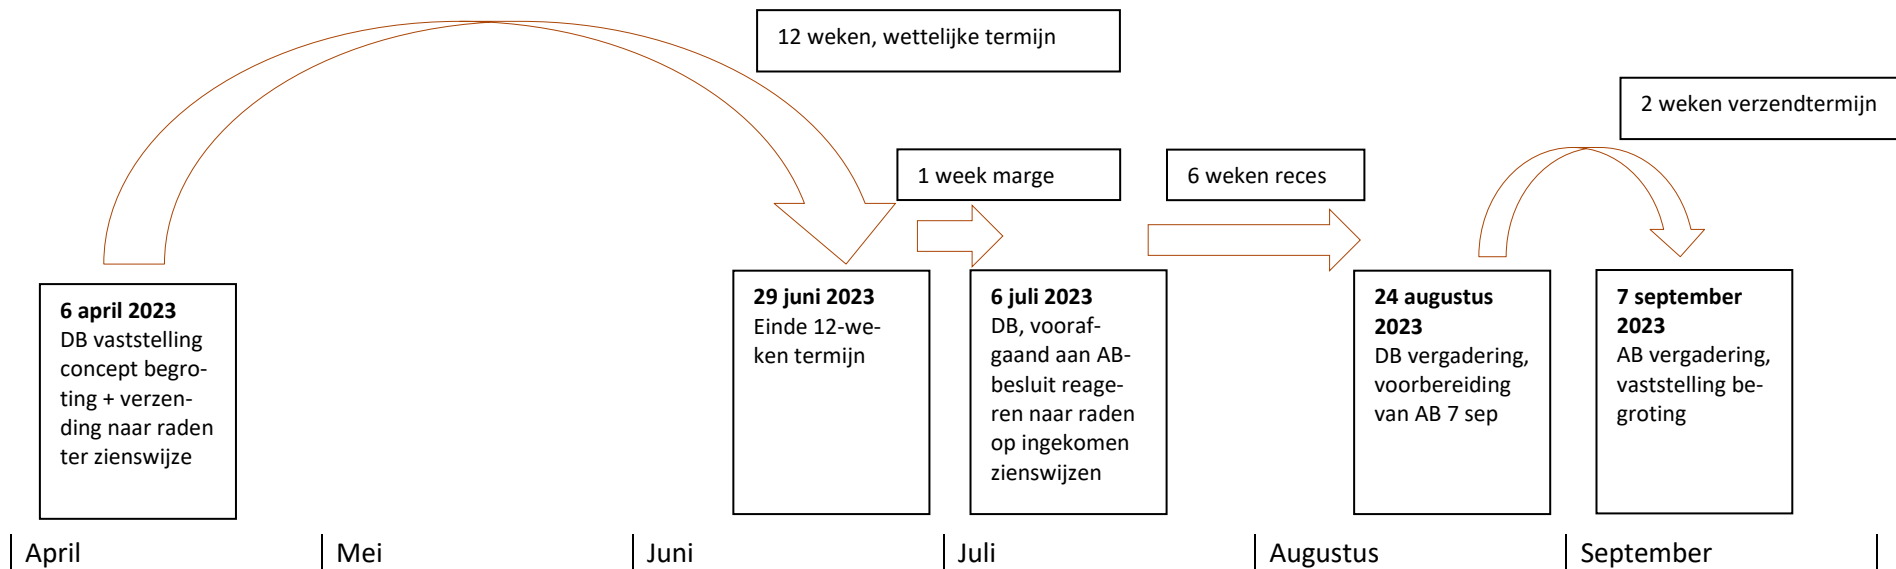 12 weken, wettelijke termijn
2 weken verzendtermijn
1 week marge
6 weken reces
6 april 2023
DB vaststelling
concept begro-
ting + verzen-
ding naar raden
ter zienswijze
29 juni 2023
Einde 12-we-
ken termijn
6 juli 2023
DB, vooraf-
gaand aan AB-
besluit reage-
ren naar raden
op ingekomen
zienswijzen
24 augustus
2023
DB vergadering,
voorbereiding
van AB 7 sep
7 september
2023
AB vergadering,
vaststelling be-
groting
April
Mei
Juni
Juli
Augustus
September